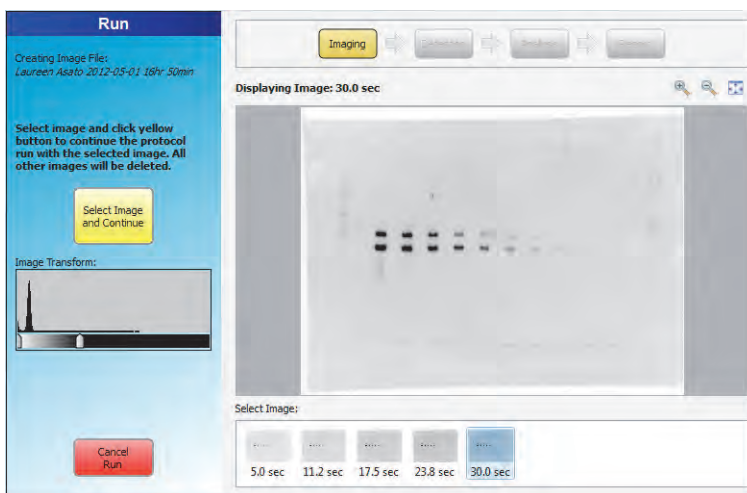 Run
Creating Image File:
Laureen Asato 2012-05-01 16hr 50min
Select image and click yellow
button to continue the protocol
run with the selected image. All
other images will be deleted.
Select Image
and Continue
Image Transform:
Cancel
Run
Imaging
Displaying Image: 30.0 sec
Select Image:
5.0 sec
11.2 sec
17.5 sec
23.8 sec
30.0 sec